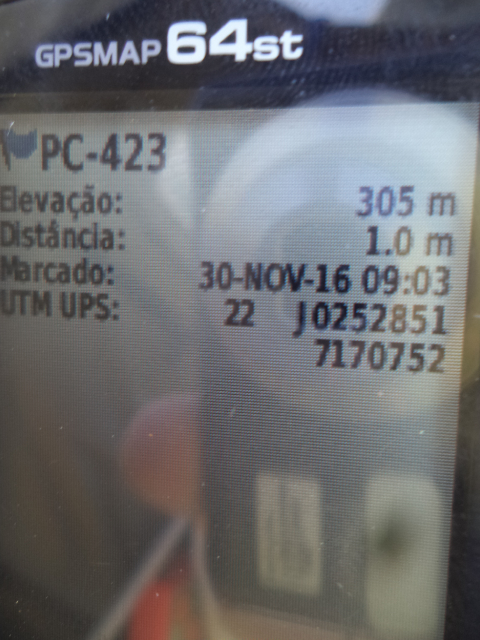 GPSMAP 64st
PC-423
Elevação: 305 m
Distância: 1.0 m
Marcado: 30-NOV-16 09:03
UTM UPS: 22 J0252851
7170752